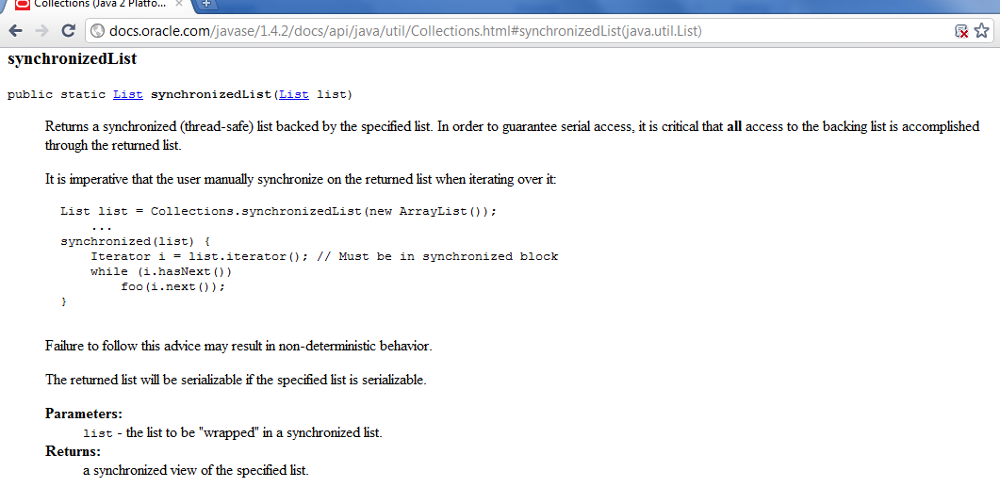 Collections (Java 2 Platfo...
docs.oracle.com/javase/1.4.2/docs/api/java/util/Collections.html#synchronizedList(java.util.List)
synchronizedList
public static List synchronizedList(List list)
Returns a synchronized (thread-safe) list backed by the specified list. In order to guarantee serial access, it is critical that all access to the backing list is accomplished
through the returned list.
It is imperative that the user manually synchronize on the returned list when iterating over it:
List list = Collections.synchronizedList(new ArrayList());
...
synchronized(list) {
Iterator i = list.iterator(); // Must be in synchronized block
while (i.hasNext())
foo(i.next());
}
Failure to follow this advice may result in non-deterministic behavior.
The returned list will be serializable if the specified list is serializable.
Parameters:
list - the list to be "wrapped" in a synchronized list.
Returns:
a synchronized view of the specified list.